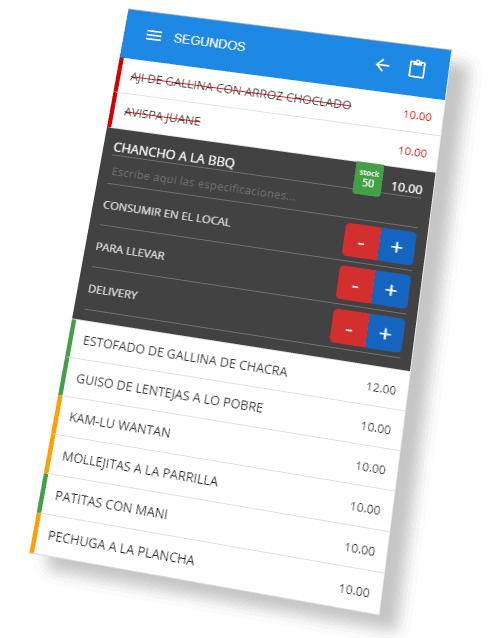 SEGUNDOS
AJI DE GALLINA CON ARROZ CHOCLADO 10.00
AVISPA JUANE 10.00
CHANCHO A LA BBQ stock 50 10.00
Escribe aqui las especificaciones...
CONSUMIR EN EL LOCAL - +
PARA LLEVAR - +
DELIVERY - +
ESTOFADO DE GALLINA DE CHACRA 12.00
GUISO DE LENTEJAS A LO POBRE 10.00
KAM-LU WANTAN 10.00
MOLLEJITAS A LA PARRILLA 10.00
PATITAS CON MANI 10.00
PECHUGA A LA PLANCHA 10.00